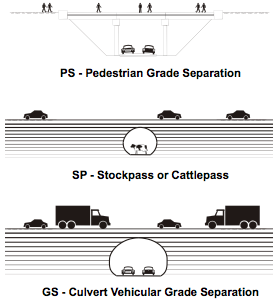 PS - Pedestrian Grade Separation
SP - Stockpass or Cattlepass
GS - Culvert Vehicular Grade Separation